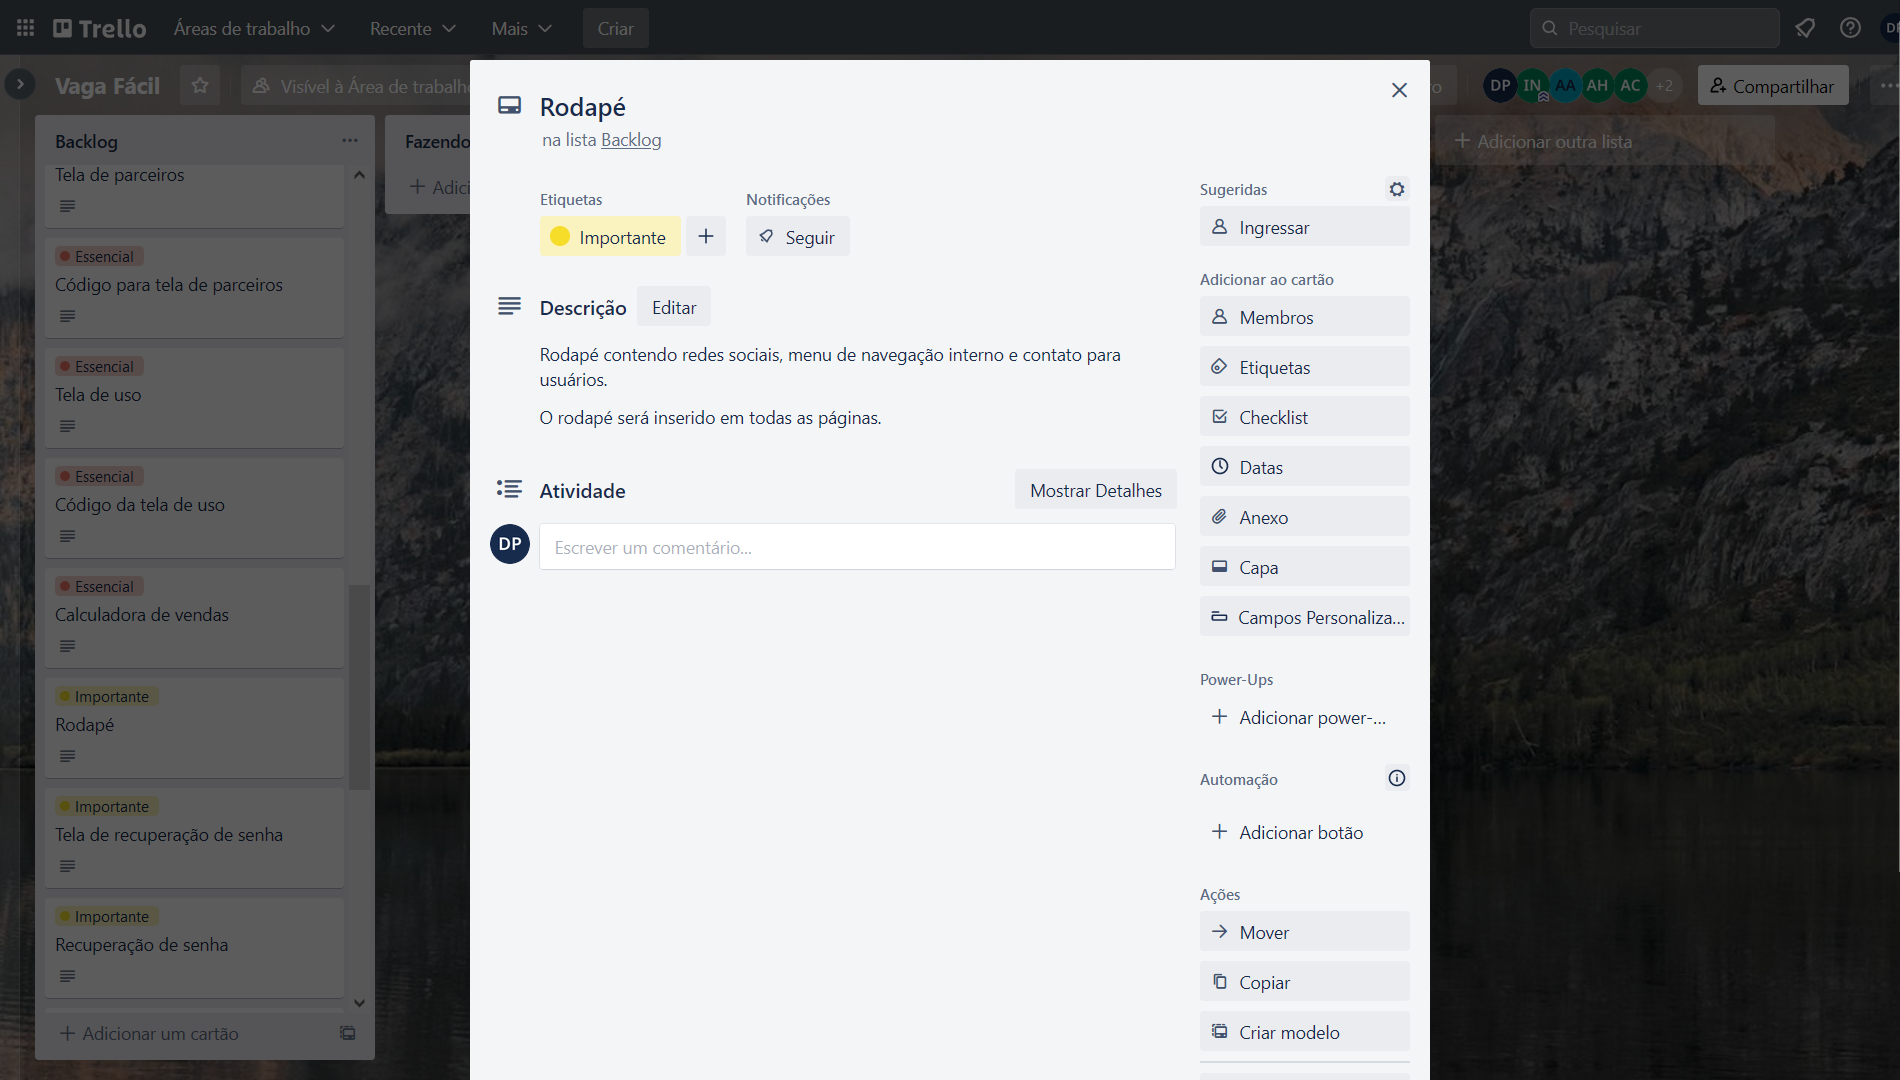 Trello
Áreas de trabalho
Recente
Mais
Criar
Pesquisar
Vaga Fácil
Visível à Área de trabalho
DP
IN
AA
AH
AC
+2
Compartilhar
Backlog
Tela de parceiros
Essencial
Código para tela de parceiros
Essencial
Tela de uso
Essencial
Código da tela de uso
Essencial
Calculadora de vendas
Importante
Rodapé
Importante
Tela de recuperação de senha
Importante
Recuperação de senha
Adicionar um cartão
Fazendo
Adici
Adicionar outra lista
Rodapé
na lista Backlog
Etiquetas
Importante
Notificações
Seguir
Descrição
Editar
Rodapé contendo redes sociais, menu de navegação interno e contato para
usuários.
O rodapé será inserido em todas as páginas.
Atividade
Mostrar Detalhes
DP
Escrever um comentário...
Sugeridas
Ingressar
Adicionar ao cartão
Membros
Etiquetas
Checklist
Datas
Anexo
Capa
Campos Personaliza...
Power-Ups
Adicionar power-...
Automação
Adicionar botão
Ações
Mover
Copiar
Criar modelo